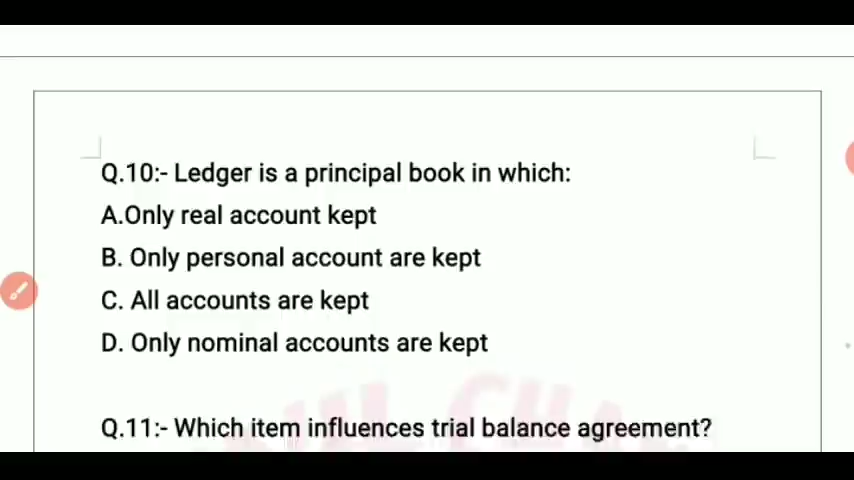 Q.10:- Ledger is a principal book in which:
A.Only real account kept
B. Only personal account are kept
C. All accounts are kept
D. Only nominal accounts are kept
Q.11:- Which item influences trial balance agreement?